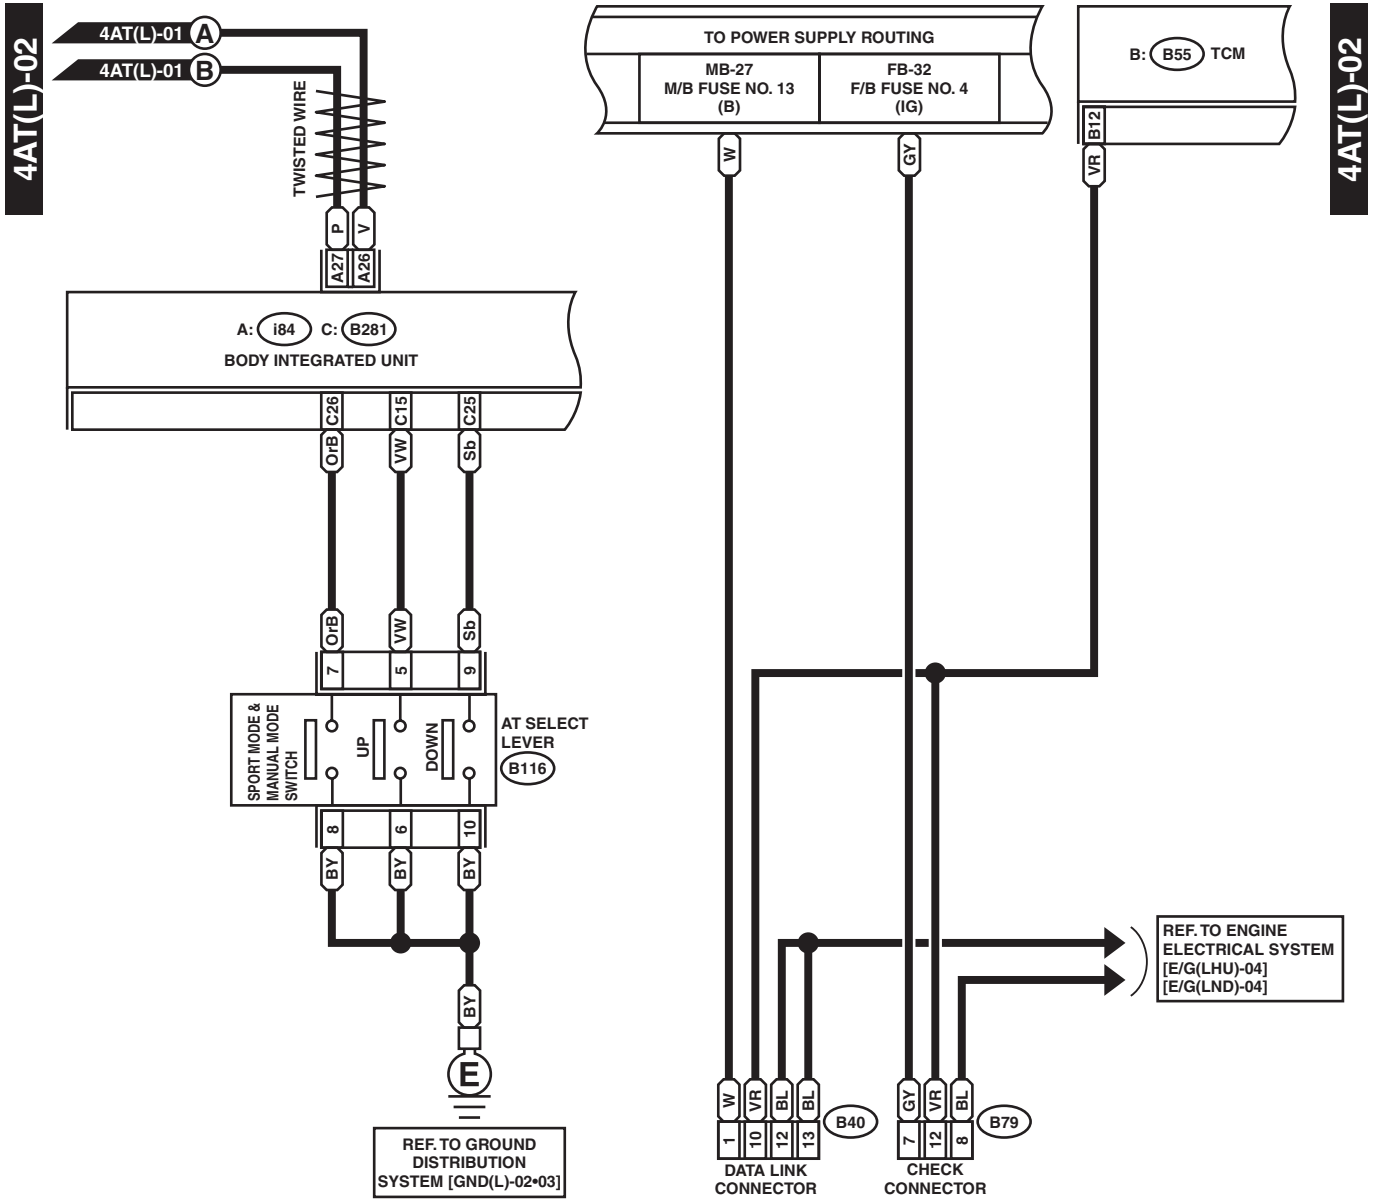 4AT(L)-02
4AT(L)-01 A
4AT(L)-01 B
TWISTED WIRE
P
V
A27
A26
A: i84 C: B281
BODY INTEGRATED UNIT
C26
C15
C25
OrB
VW
Sb
OrB
VW
Sb
7
5
9
SPORT MODE &
MANUAL MODE
SWITCH
UP
DOWN
AT SELECT
LEVER
B116
8
6
10
BY
BY
BY
BY
E
REF. TO GROUND
DISTRIBUTION
SYSTEM [GND(L)-02•03]
TO POWER SUPPLY ROUTING
MB-27
M/B FUSE NO. 13
(B)
FB-32
F/B FUSE NO. 4
(IG)
W
GY
B: B55 TCM
B12
VR
4AT(L)-02
REF. TO ENGINE
ELECTRICAL SYSTEM
[E/G(LHU)-04]
[E/G(LND)-04]
W
VR
BL
BL
1
10
12
13
B40
DATA LINK
CONNECTOR
GY
VR
BL
7
12
8
B79
CHECK
CONNECTOR